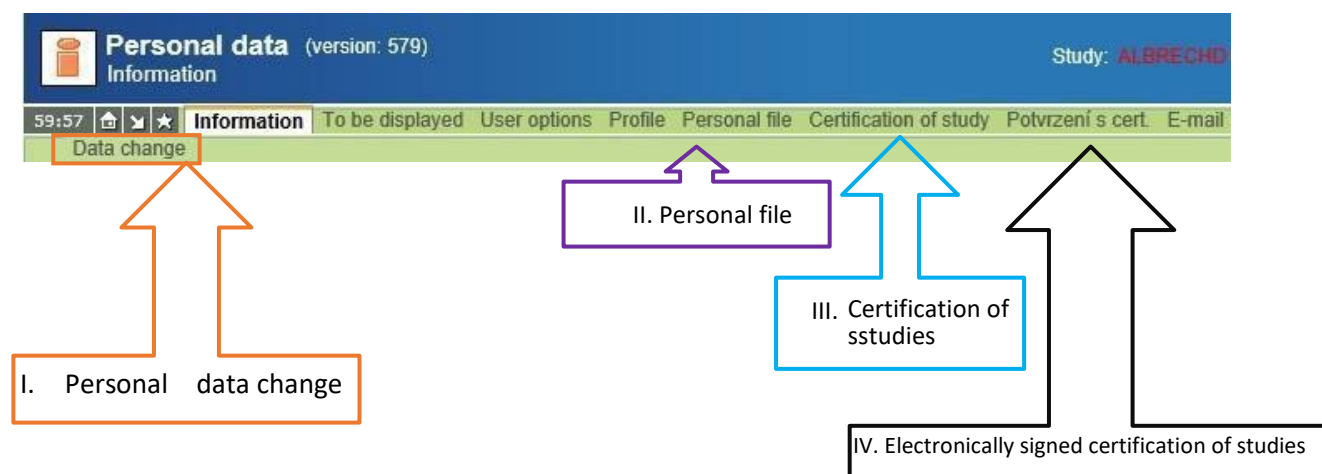 Personal data (version: 579)
Information
Study: ALBRECHD
59:57 Information To be displayed User options Profile Personal file Certification of study Potvrzení s cert. E-mail
Data change
II. Personal file
III. Certification of
sstudies
I. Personal data change
IV. Electronically signed certification of studies